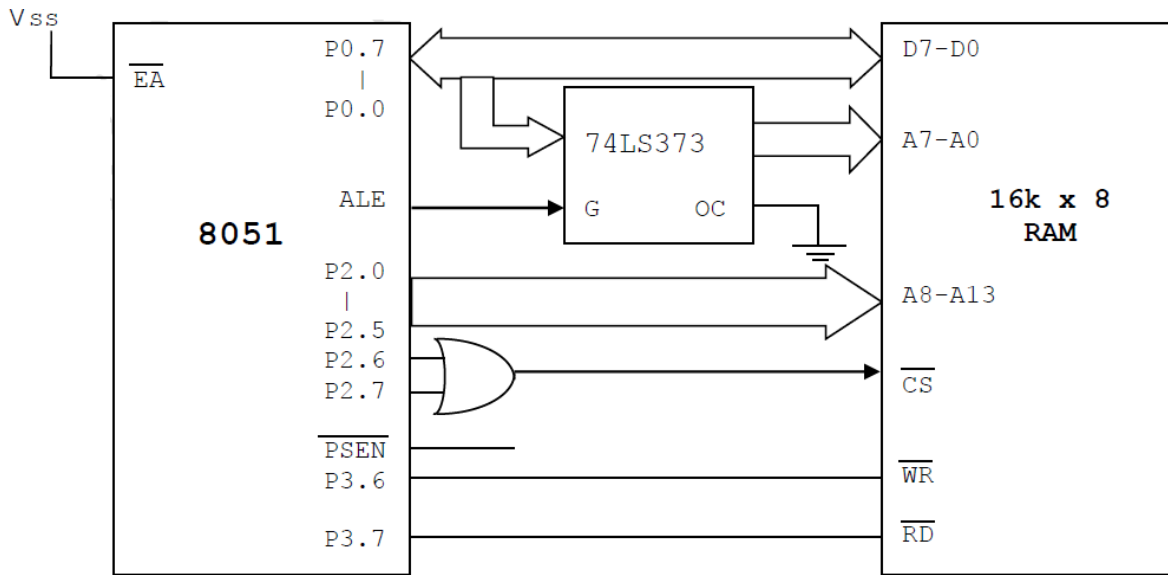 Vss
EA
8051
P0.7
|
P0.0
ALE
P2.0
|
P2.5
P2.6
P2.7
PSEN
P3.6
P3.7
74LS373
G OC
D7-D0
A7-A0
16k x 8
RAM
A8-A13
CS
WR
RD